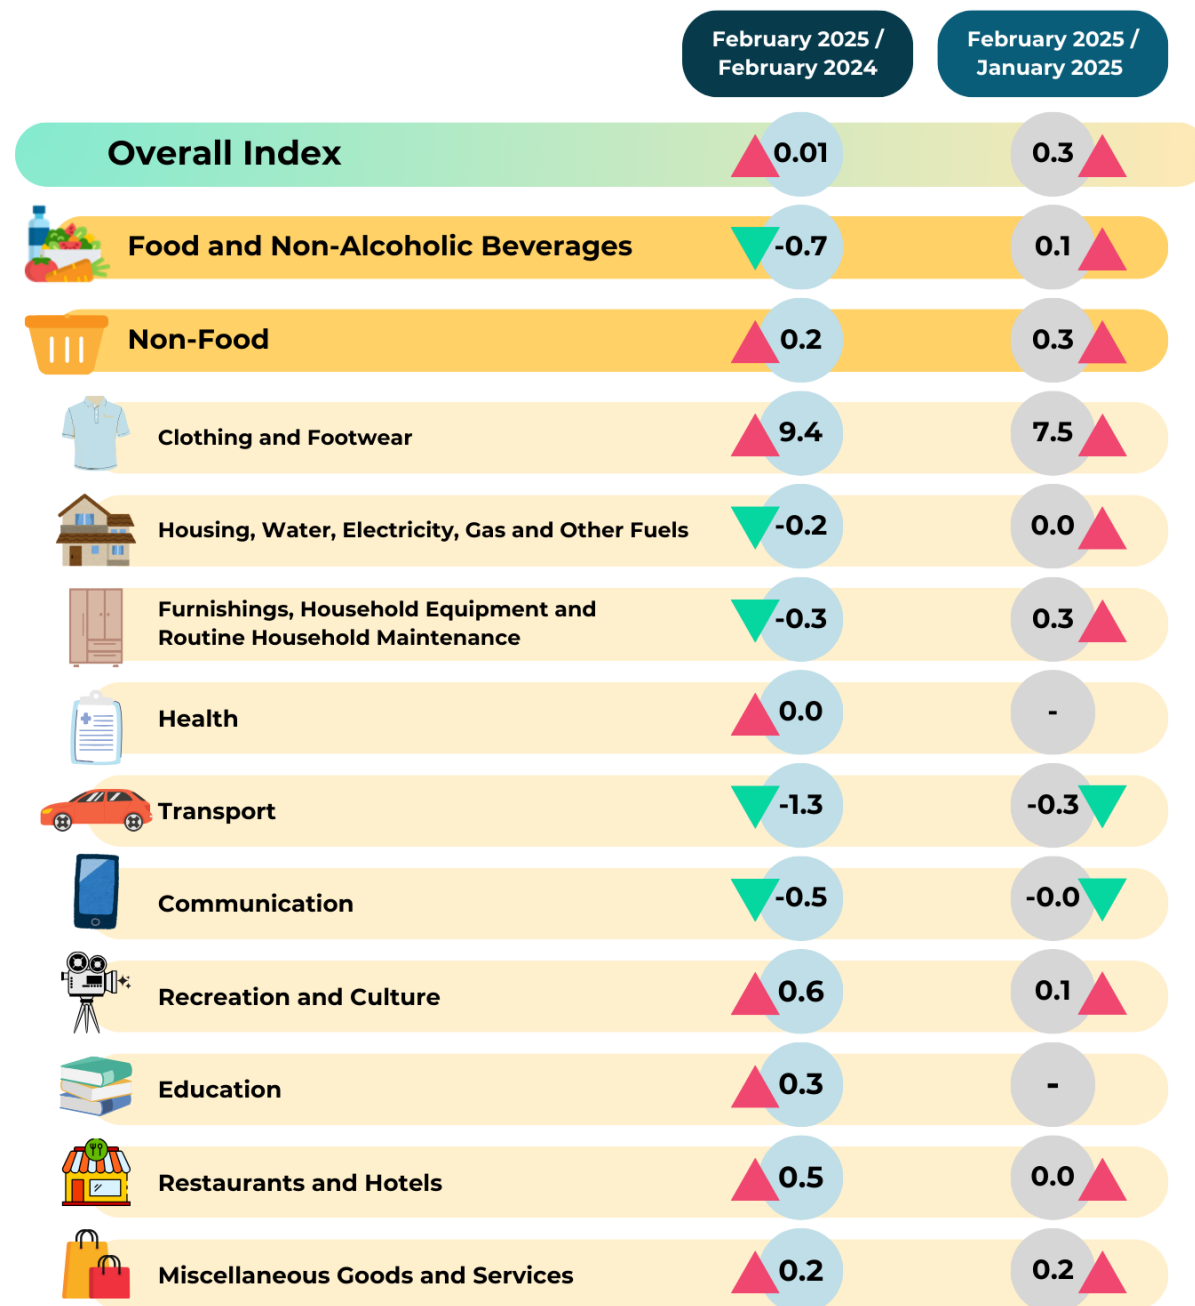 February 2025 /
February 2024
February 2025 /
January 2025
Overall Index 0.01 0.3
Food and Non-Alcoholic Beverages -0.7 0.1
Non-Food 0.2 0.3
Clothing and Footwear 9.4 7.5
Housing, Water, Electricity, Gas and Other Fuels -0.2 0.0
Furnishings, Household Equipment and
Routine Household Maintenance -0.3 0.3
Health 0.0 -
Transport -1.3 -0.3
Communication -0.5 -0.0
Recreation and Culture 0.6 0.1
Education 0.3 -
Restaurants and Hotels 0.5 0.0
Miscellaneous Goods and Services 0.2 0.2